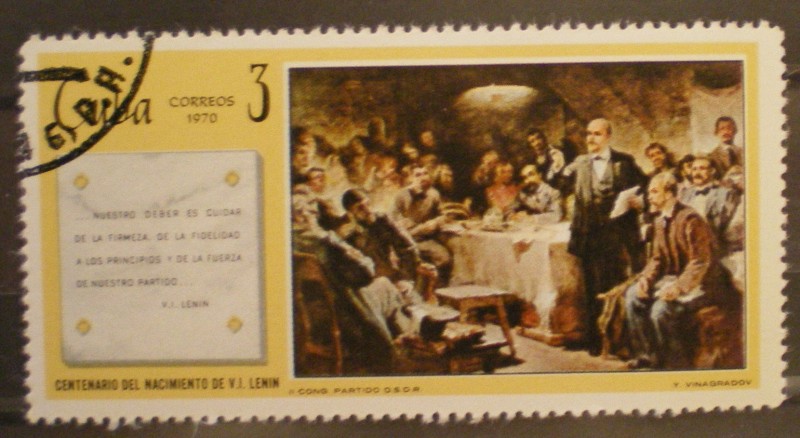 Cuba
CORREOS
1970
3
...NUESTRO DEBER ES CUIDAR
DE LA FIRMEZA, DE LA FIDELIDAD
A LOS PRINCIPIOS Y DE LA FUERZA
DE NUESTRO PARTIDO...
V.I. LENIN
CENTENARIO DEL NACIMIENTO DE V.I. LENIN
II CONG. PARTIDO O.S.D.R.
Y. VINAGRADOV